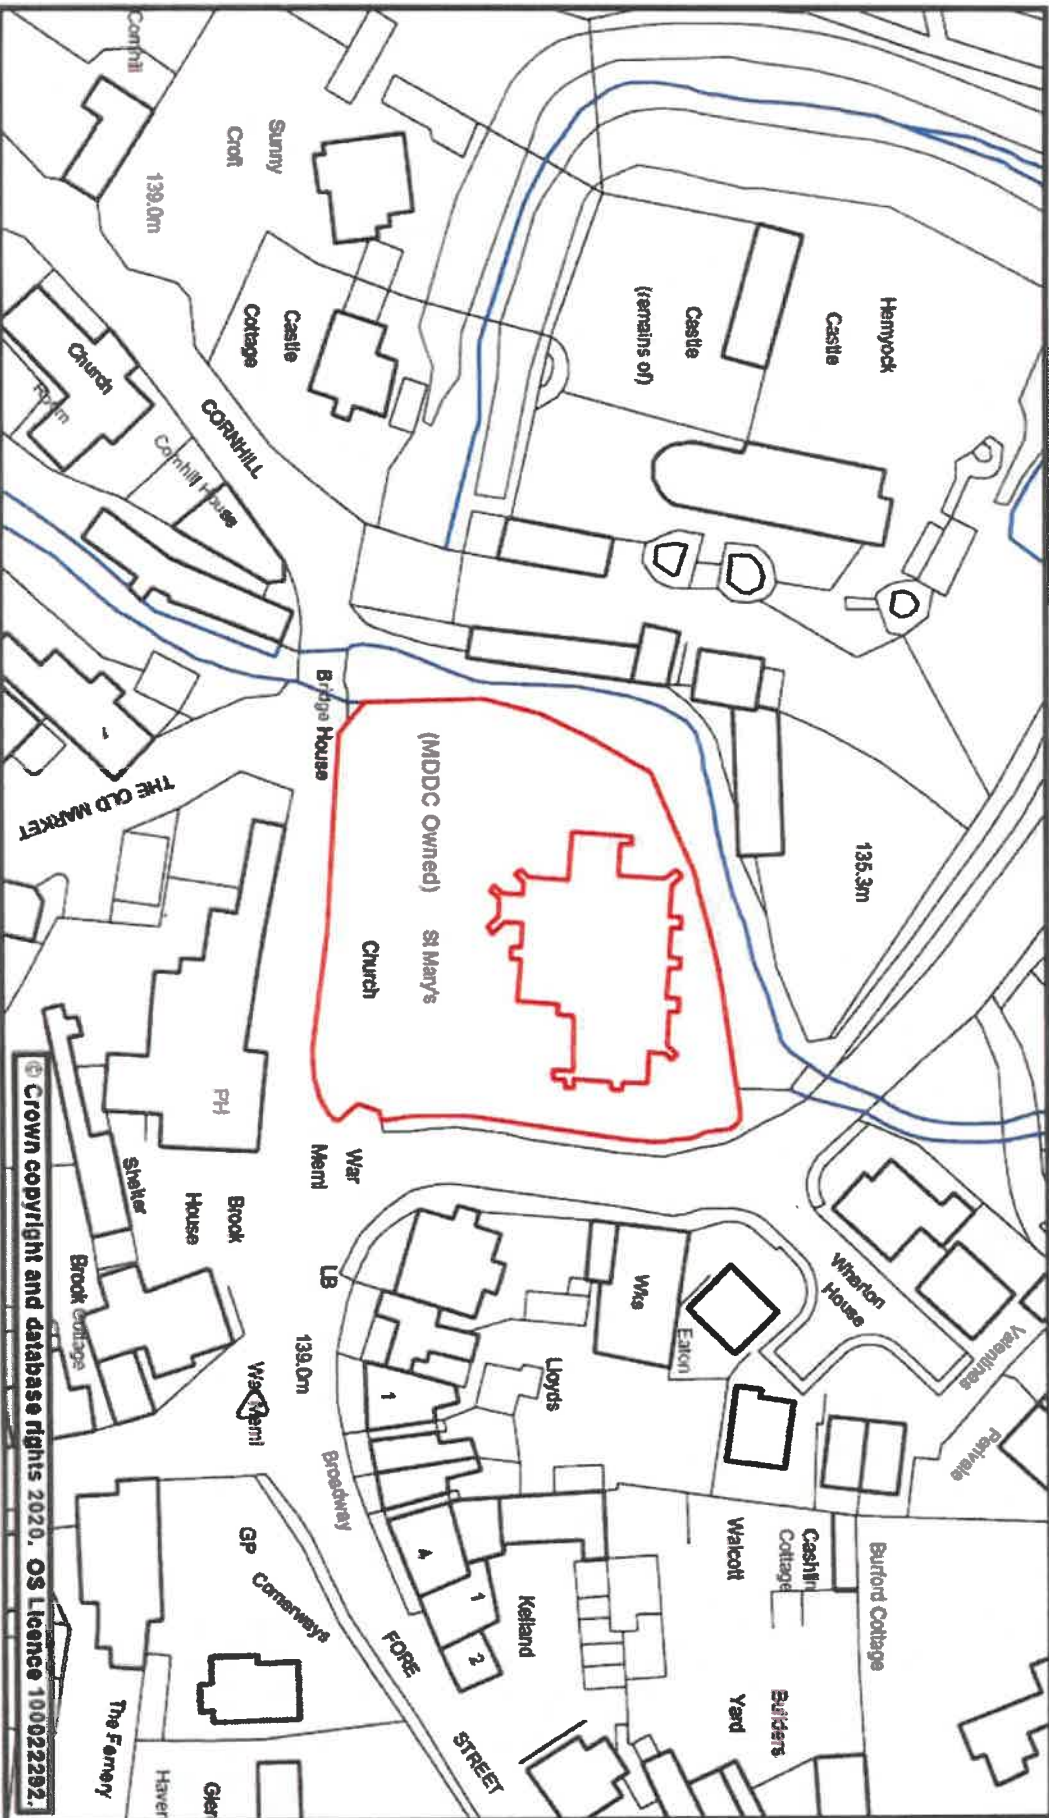 Cornhill
Sunny
Croft
139.0m
Castle
Cottage
Hemyock
Castle
Castle
(remains of)
Church
Room
CORNHILL
Cornhill House
Bridge House
1
THE OLD MARKET
(MDDC Owned)
St Mary's
Church
135.3m
PH
War
Meml
Shelter
Brook
House
Brook Cottage
LB
139.0m
War Meml
Wks
Wharton
House
Valentines
Perivale
Eaton
Lloyds
1
Broadway
4
1
2
Kelland
Walcott
Cashlin
Cottage
Burford Cottage
Builders
Yard
GP
Cornerways
FORE
STREET
The Fernery
Haven
Glen
© Crown copyright and database rights 2020. OS Licence 100022292.